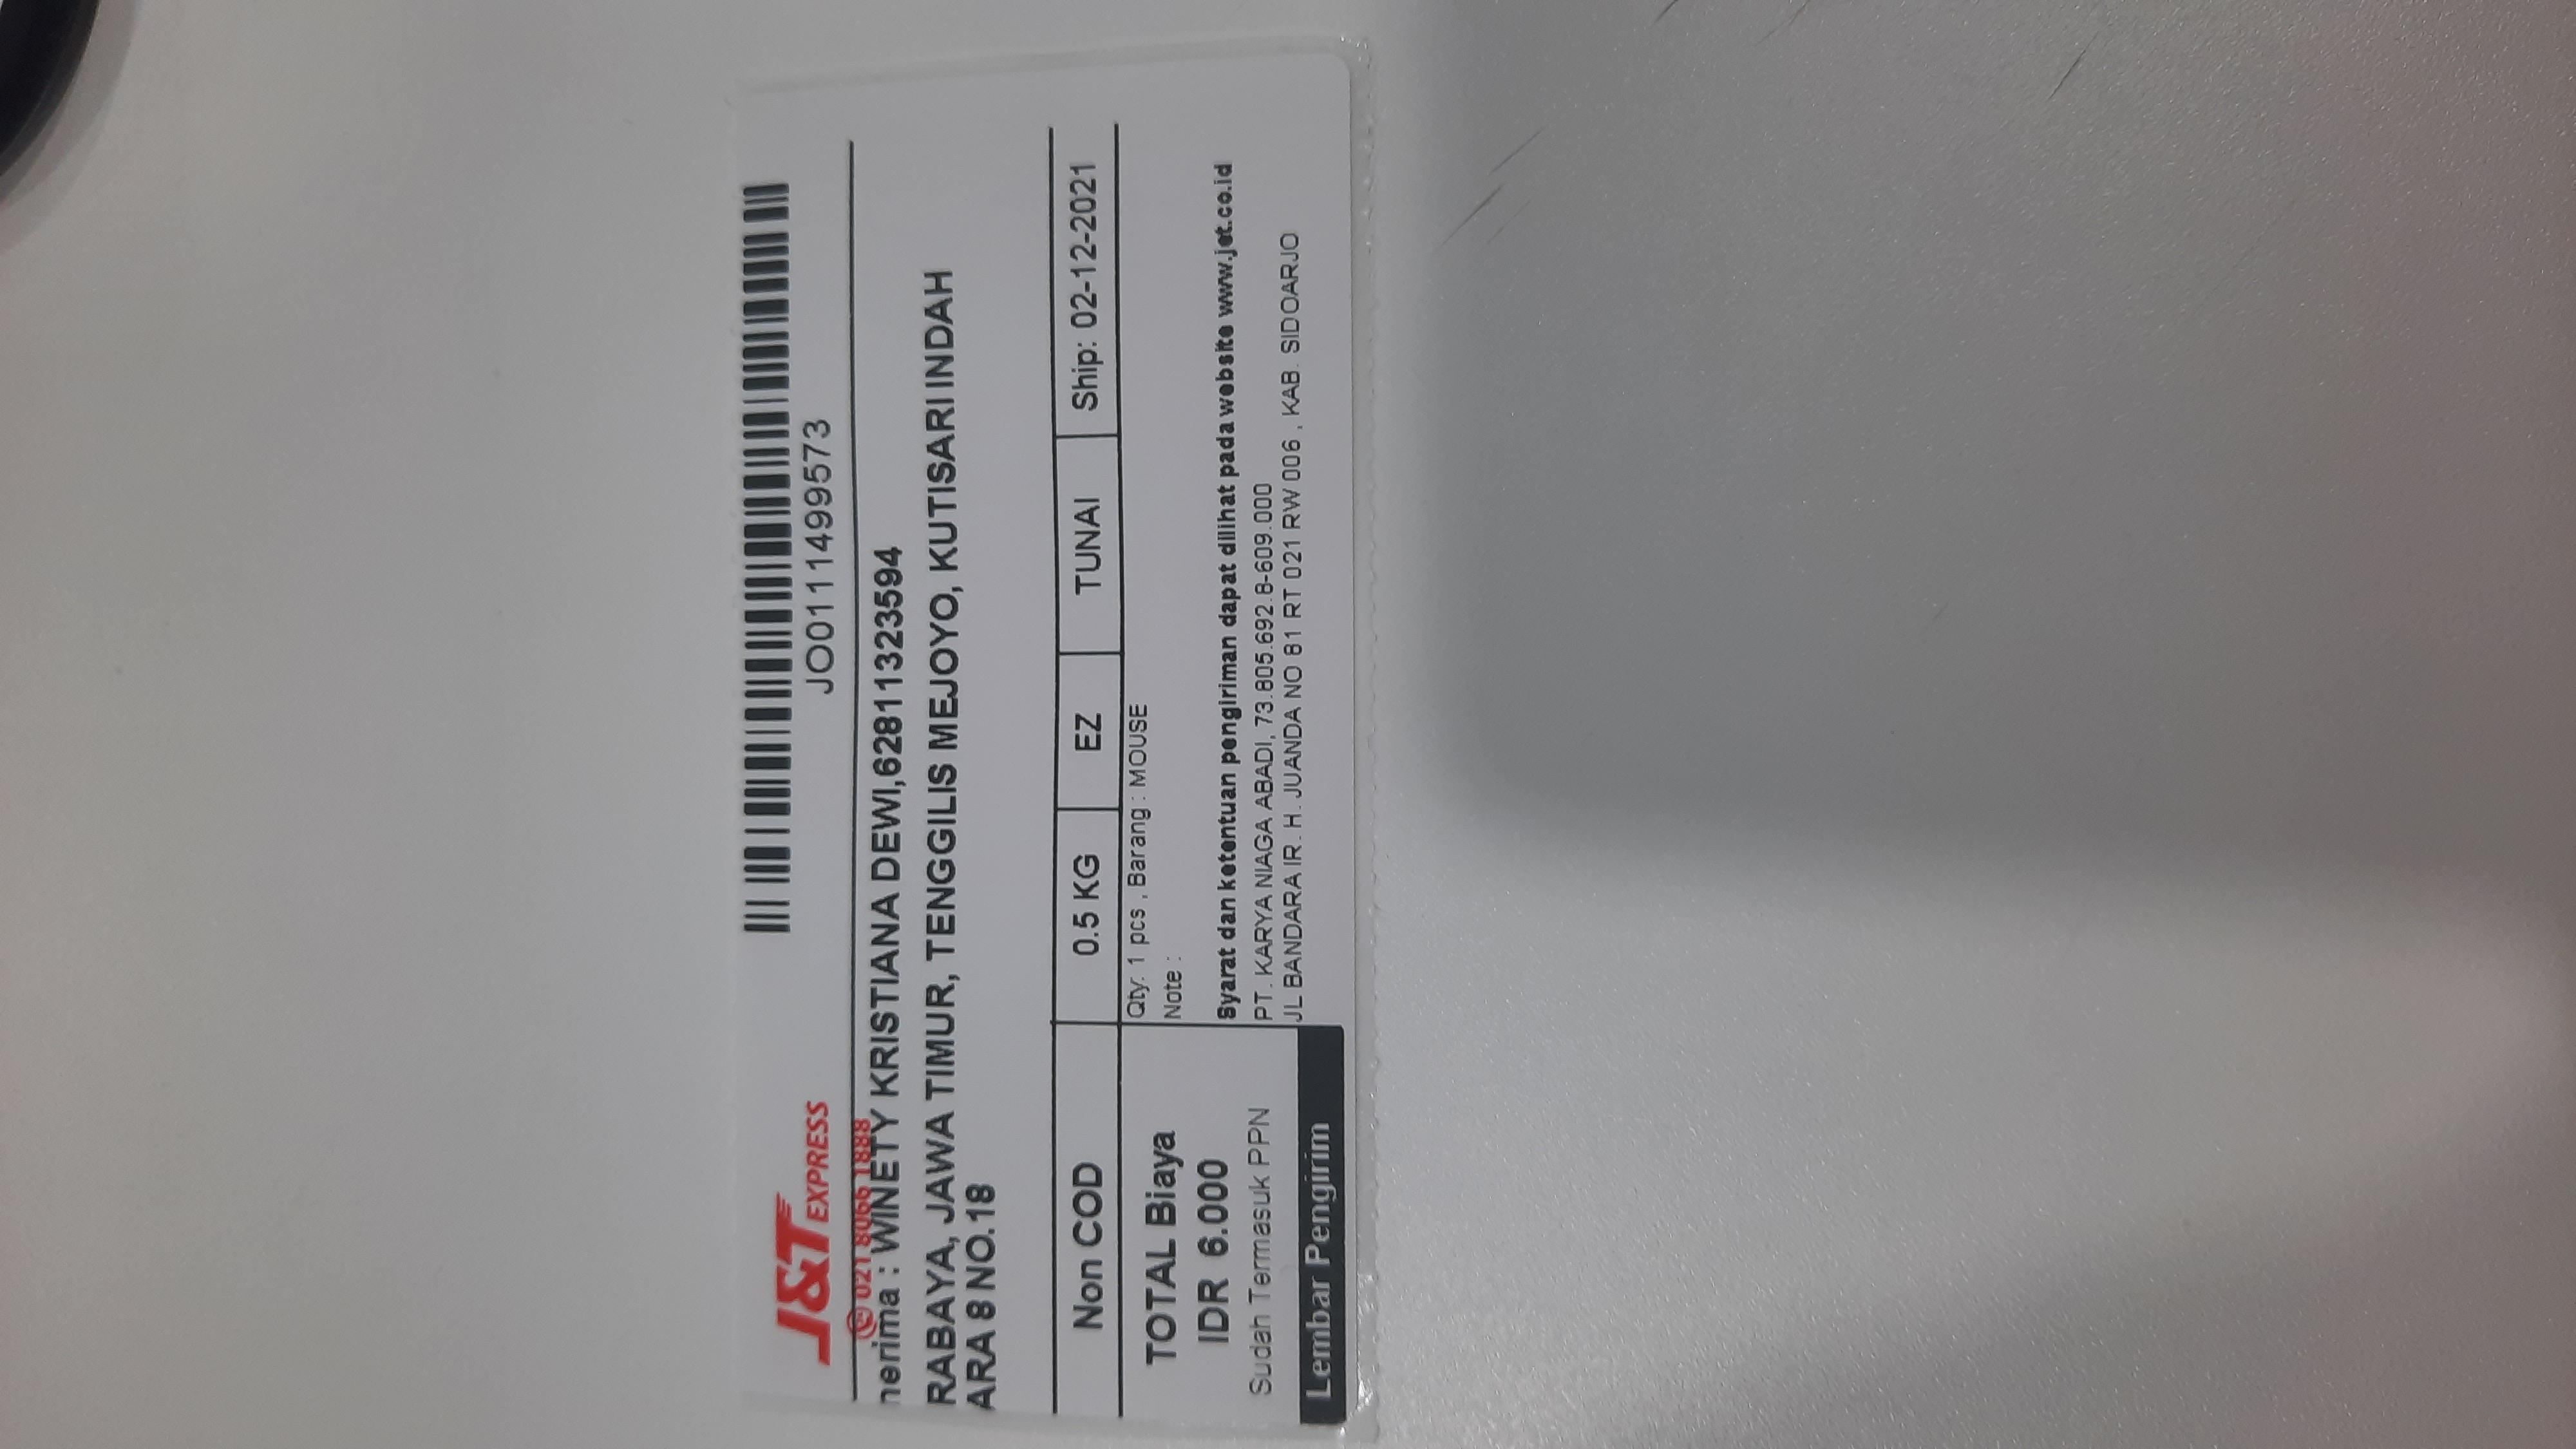 J&T EXPRESS
JO0111499573
021 8066 1888
nerima : WINETY KRISTIANA DEWI,62811323594
RABAYA, JAWA TIMUR, TENGGILIS MEJOYO, KUTISARI INDAH
ARA 8 NO.18
Non COD 0.5 KG EZ TUNAI Ship: 02-12-2021
TOTAL Biaya
IDR 6.000
Sudah Termasuk PPN
Lembar Pengirim
Qty: 1 pcs , Barang : MOUSE
Note :
Syarat dan ketentuan pengiriman dapat dilihat pada website www.jet.co.id
PT. KARYA NIAGA ABADI, 73.805.692.8-609.000
JL BANDARA IR. H. JUANDA NO 81 RT 021 RW 006 , KAB. SIDOARJO